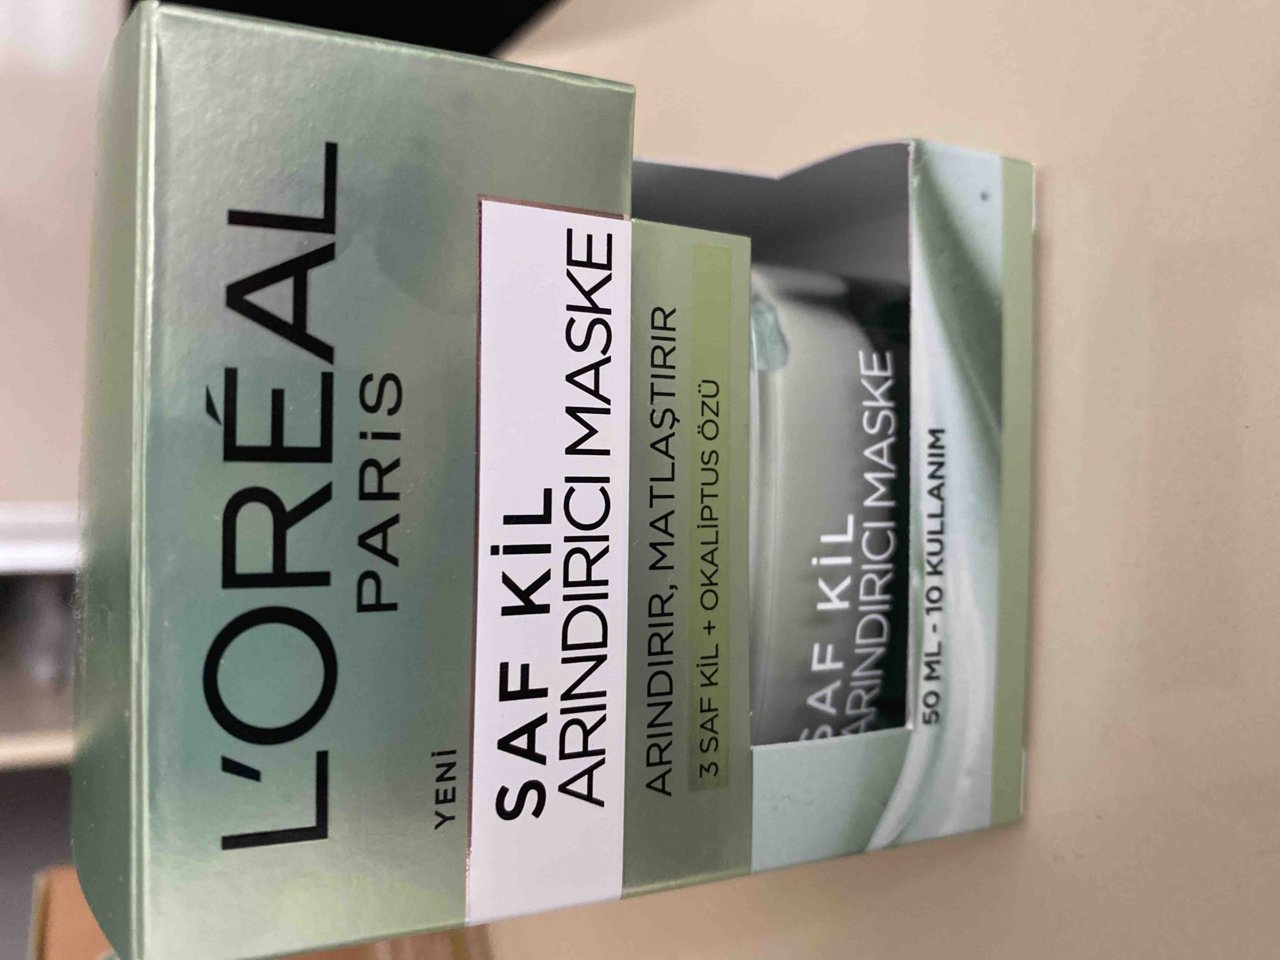 L'ORÉAL
PARiS
YENİ
SAF KİL
ARINDIRICI MASKE
ARINDIRIR, MATLAŞTIRIR
3 SAF KİL + OKALİPTUS ÖZÜ
SAF KİL
ARINDIRICI MASKE
50 ML - 10 KULLANIM